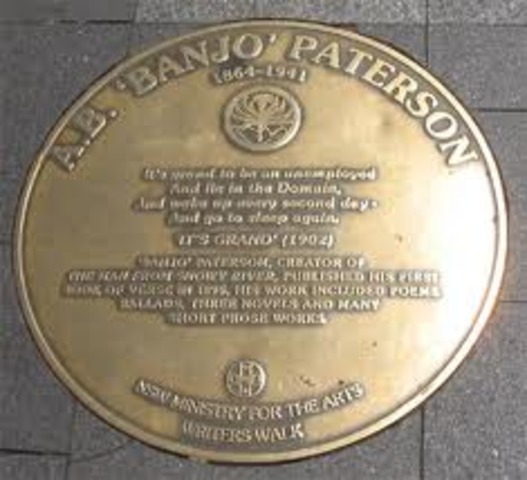 A.B. 'BANJO' PATERSON
1864-1941
It's grand to be an unemployed
And lie in the Domain,
And wake up every second day-
And go to sleep again.
'IT'S GRAND' (1902)
'BANJO' PATERSON, CREATOR OF
THE MAN FROM SNOWY RIVER, PUBLISHED HIS FIRST
BOOK OF VERSE IN 1895. HIS WORK INCLUDED POEMS,
BALLADS, THREE NOVELS AND MANY
SHORT PROSE WORKS.
NSW MINISTRY FOR THE ARTS
WRITERS WALK